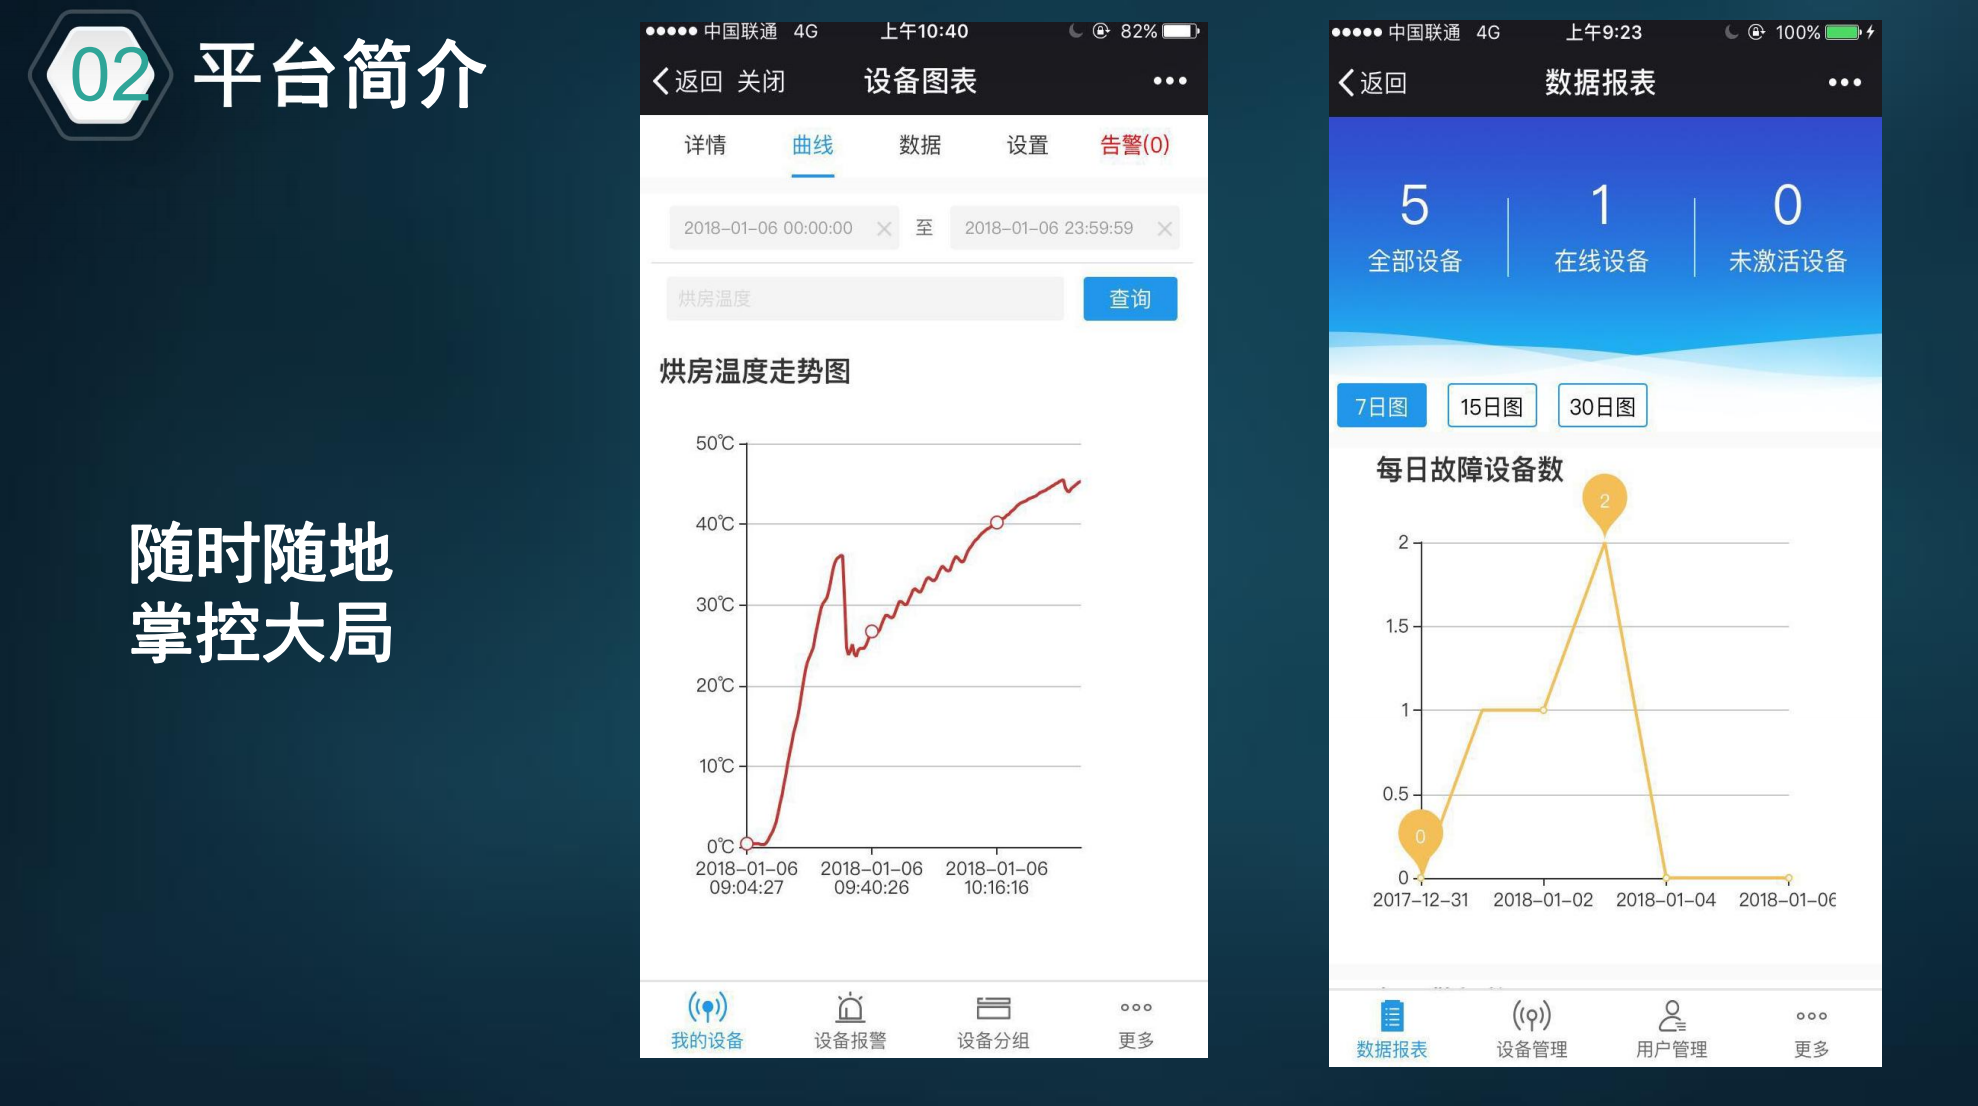 02 平台简介
随时随地
掌控大局
中国联通 4G 上午10:40 82%
返回 关闭 设备图表
详情 曲线 数据 设置 告警(0)
2018-01-06 00:00:00 至 2018-01-06 23:59:59
烘房温度 查询
烘房温度走势图
50℃
40℃
30℃
20℃
10℃
0℃
2018-01-06 2018-01-06 2018-01-06
09:04:27 09:40:26 10:16:16
我的设备 设备报警 设备分组 更多
中国联通 4G 上午9:23 100%
返回 数据报表
5 1 0
全部设备 在线设备 未激活设备
7日图 15日图 30日图
每日故障设备数
2
2
1.5
1
0.5
0
0
2017-12-31 2018-01-02 2018-01-04 2018-01-06
数据报表 设备管理 用户管理 更多